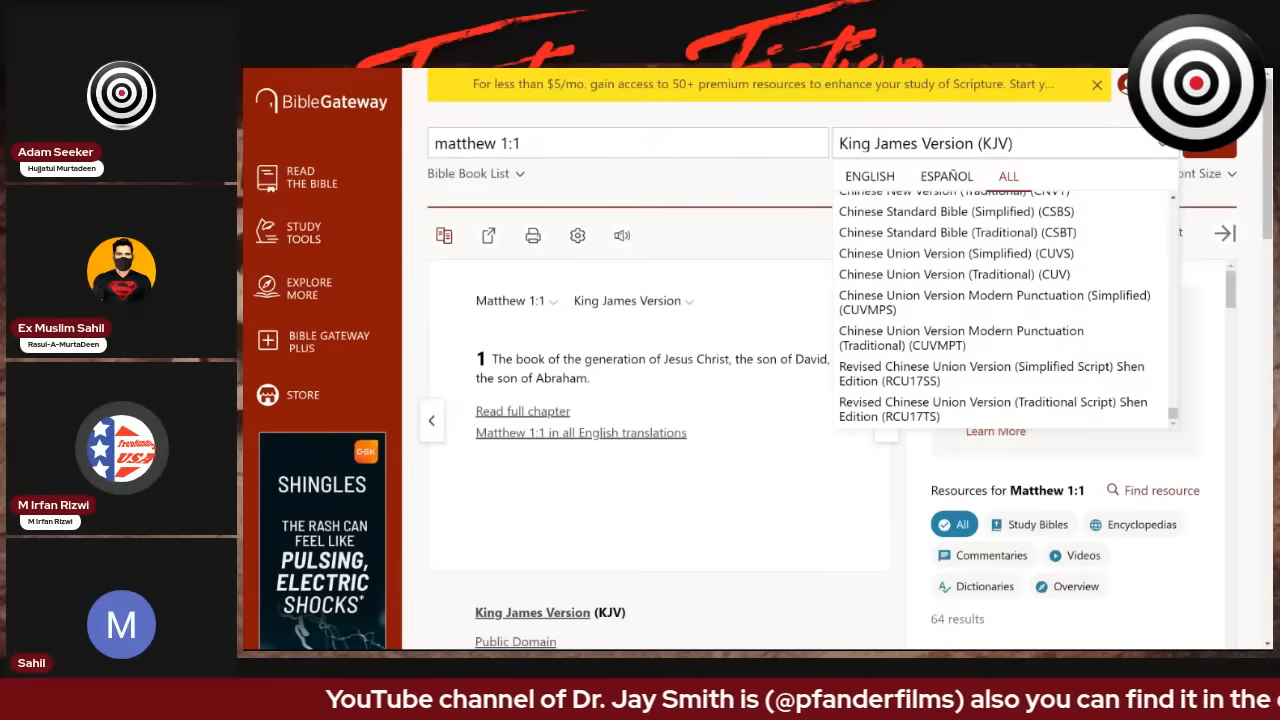 Adam Seeker
Hujjatul Murtadeen
Ex Muslim Sahil
Rasul-A-MurtaDeen
Trending
USA
M Irfan Rizwi
M Irfan Rizwi
M
Sahil
BibleGateway
READ
THE BIBLE
STUDY
TOOLS
EXPLORE
MORE
BIBLE GATEWAY
PLUS
STORE
GSK
SHINGLES
THE RASH CAN
FEEL LIKE
PULSING,
ELECTRIC
SHOCKS*
For less than $5/mo. gain access to 50+ premium resources to enhance your study of Scripture. Start y...
matthew 1:1
King James Version (KJV)
Bible Book List
ont Size
ENGLISH ESPAÑOL ALL
Chinese New Version (Traditional) (CNVT)
Chinese Standard Bible (Simplified) (CSBS)
Chinese Standard Bible (Traditional) (CSBT)
Chinese Union Version (Simplified) (CUVS)
Chinese Union Version (Traditional) (CUV)
Chinese Union Version Modern Punctuation (Simplified)
(CUVMPS)
Chinese Union Version Modern Punctuation
(Traditional) (CUVMPT)
Revised Chinese Union Version (Simplified Script) Shen
Edition (RCU17SS)
Revised Chinese Union Version (Traditional Script) Shen
Edition (RCU17TS)
Matthew 1:1 King James Version
1 The book of the generation of Jesus Christ, the son of David,
the son of Abraham.
Read full chapter
Matthew 1:1 in all English translations
King James Version (KJV)
Public Domain
Learn More
Resources for Matthew 1:1 Find resource
All Study Bibles Encyclopedias
Commentaries Videos
Dictionaries Overview
64 results
YouTube channel of Dr. Jay Smith is (@pfanderfilms) also you can find it in the